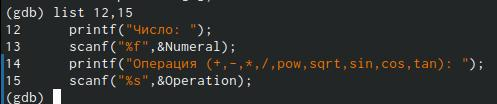 (gdb) list 12,15
12 printf("Число: ");
13 scanf("%f",&Numeral);
14 printf("Операция (+,-,*,/,pow,sqrt,sin,cos,tan): ");
15 scanf("%s",&Operation);
(gdb)